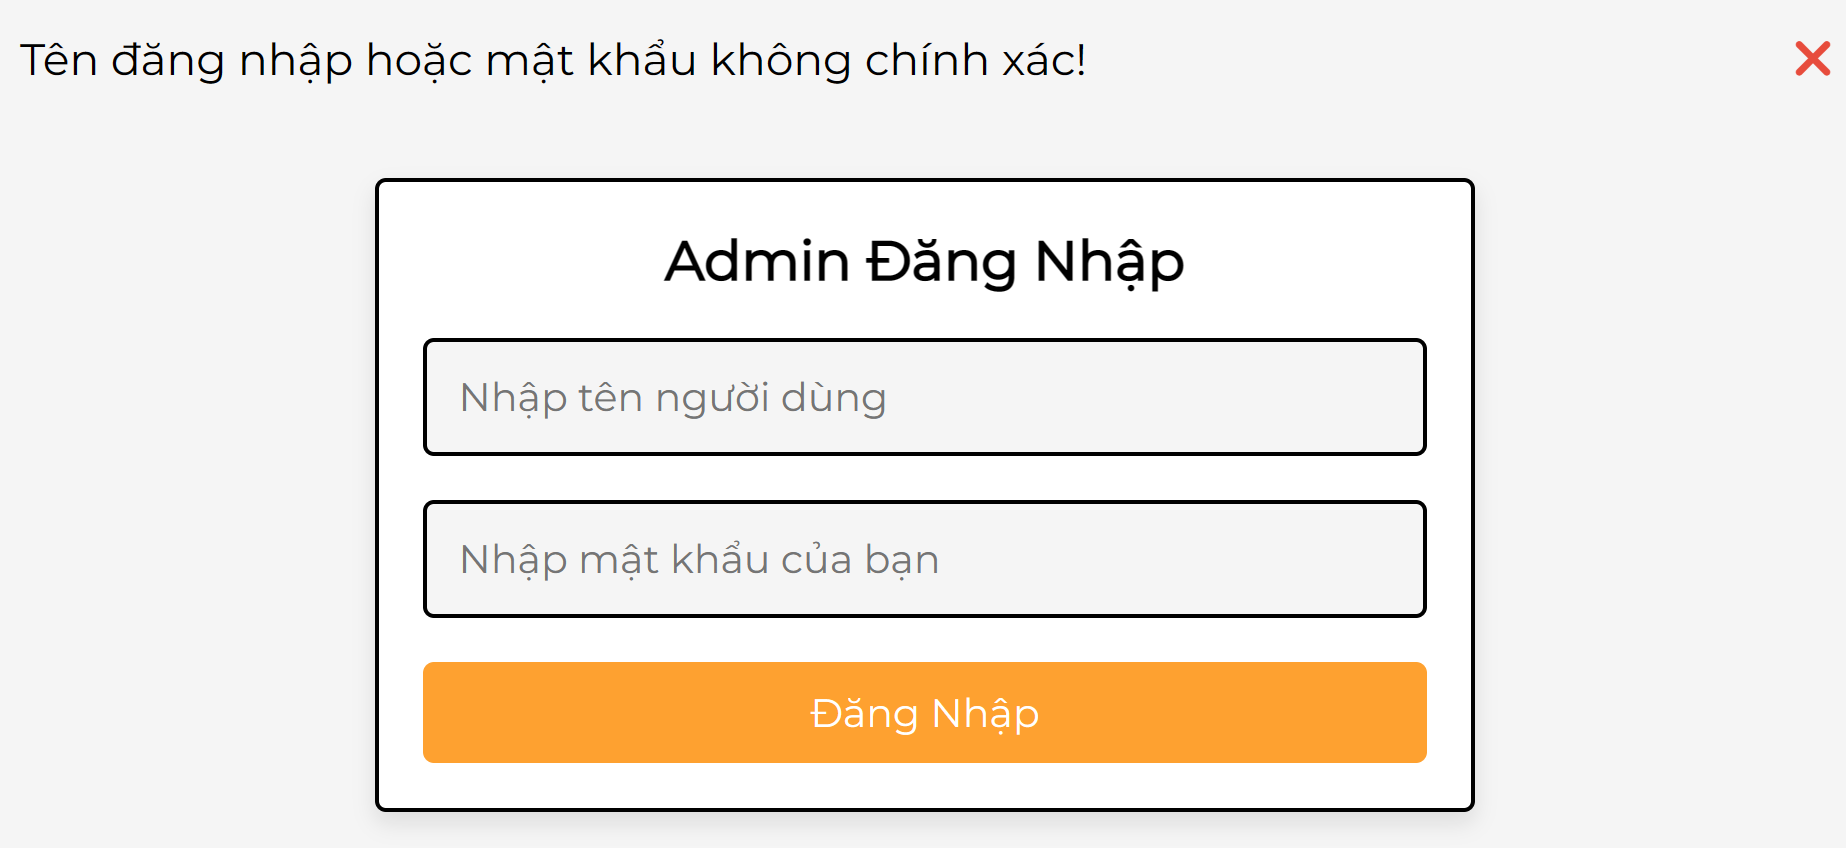 Tên đăng nhập hoặc mật khẩu không chính xác!
Admin Đăng Nhập
Nhập tên người dùng
Nhập mật khẩu của bạn
Đăng Nhập